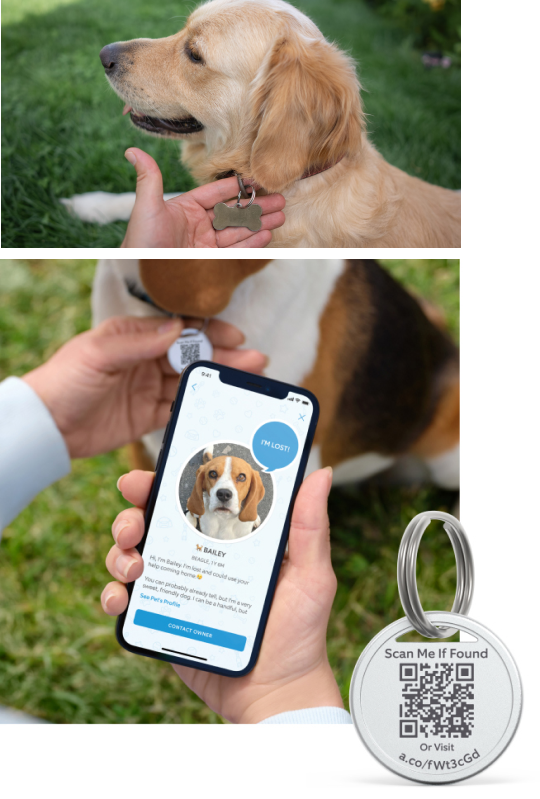 9:41
I'M LOST!
BAILEY
BEAGLE, 1Y 8M
Hi, I'm Bailey. I'm lost and could use your
help coming home
You can probably already tell, but I'm a very
sweet, friendly dog. I can be a handful, but
See Pet's Profile
CONTACT OWNER
Scan Me If Found
Or Visit
a.co/fWt3cGd